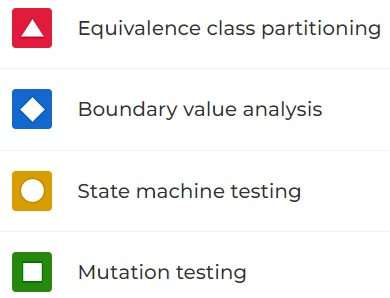 Equivalence class partitioning
Boundary value analysis
State machine testing
Mutation testing